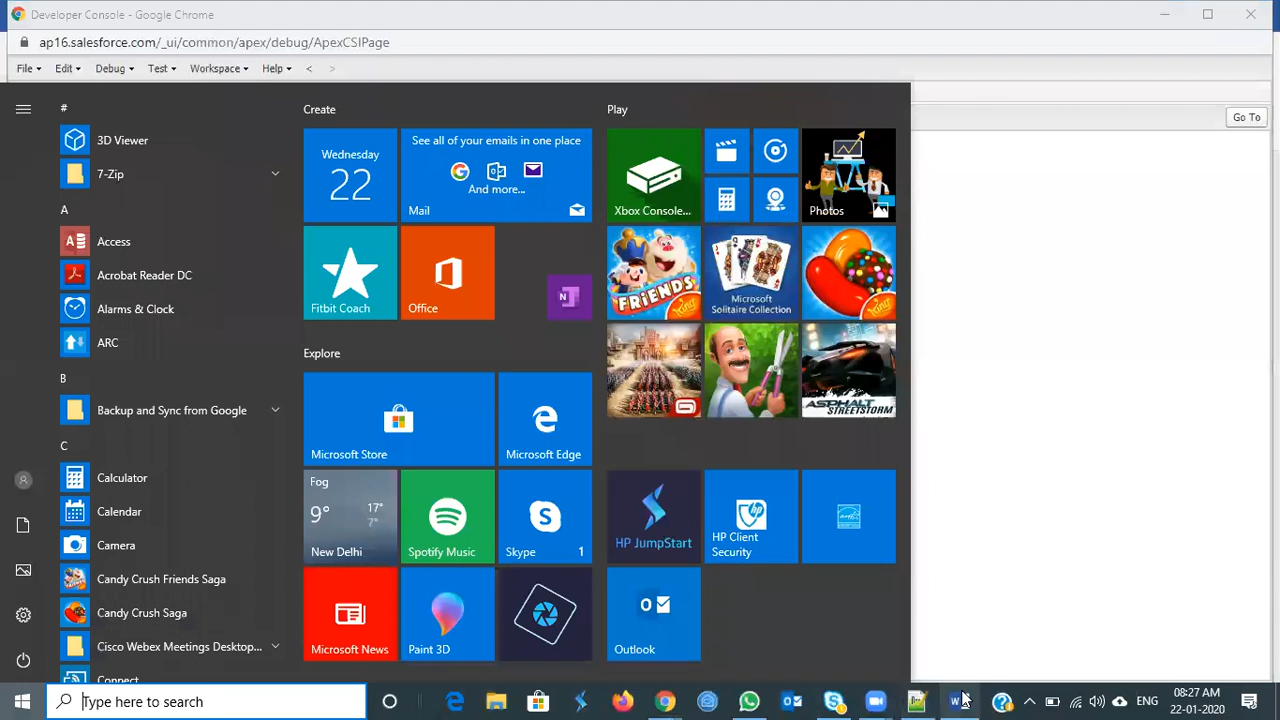 Developer Console - Google Chrome
ap16.salesforce.com/_ui/common/apex/debug/ApexCSIPage
File Edit Debug Test Workspace Help < >
Go To
#
3D Viewer
7-Zip
A
Access
Acrobat Reader DC
Alarms & Clock
ARC
B
Backup and Sync from Google
C
Calculator
Calendar
Camera
Candy Crush Friends Saga
Candy Crush Saga
Cisco Webex Meetings Desktop...
Connect
Create
Wednesday
22
See all of your emails in one place
And more...
Mail
Fitbit Coach
Office
Explore
Microsoft Store
Microsoft Edge
Fog
9° 17°
7°
New Delhi
Spotify Music
Skype 1
Microsoft News
Paint 3D
Play
Xbox Console...
Photos
FRIENDS
King
Microsoft
Solitaire Collection
King
ASPHALT
STREETSTORM
HP JumpStart
HP Client
Security
Outlook
Type here to search
ENG
08:27 AM
22-01-2020